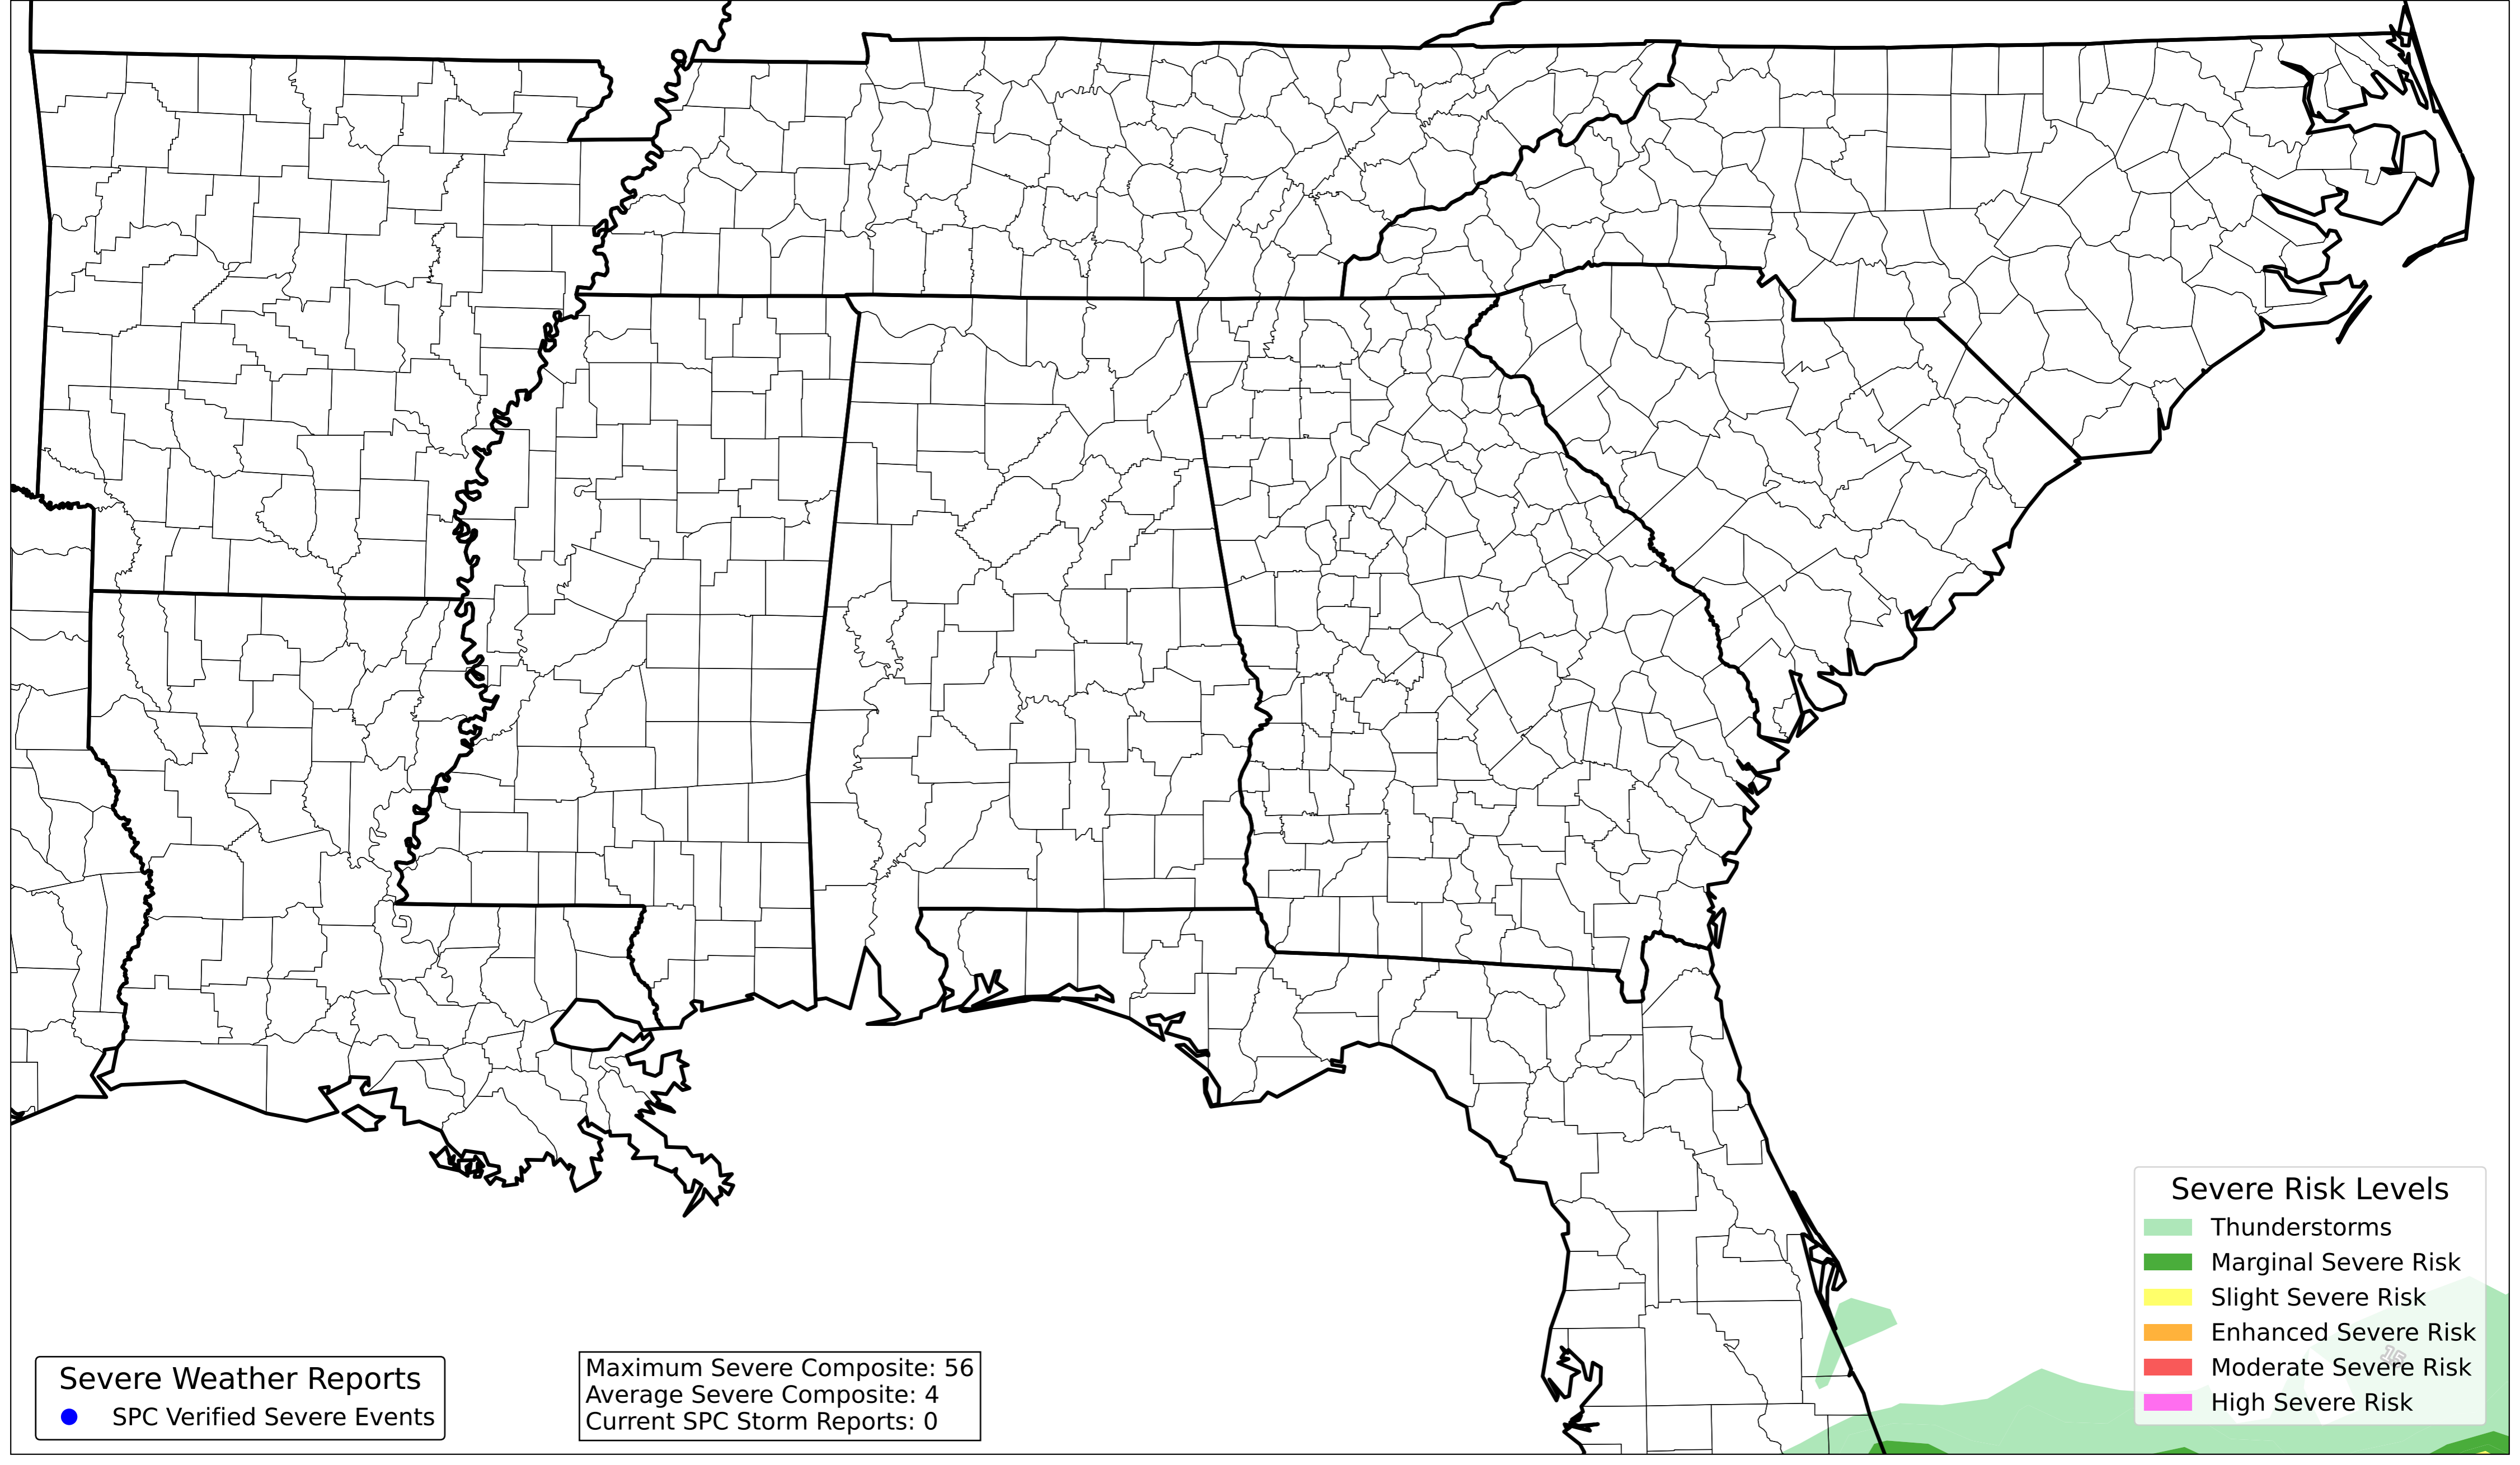 Severe Risk Levels
Thunderstorms
Marginal Severe Risk
Slight Severe Risk
Enhanced Severe Risk
Moderate Severe Risk
High Severe Risk
15
Severe Weather Reports
SPC Verified Severe Events
Maximum Severe Composite: 56
Average Severe Composite: 4
Current SPC Storm Reports: 0